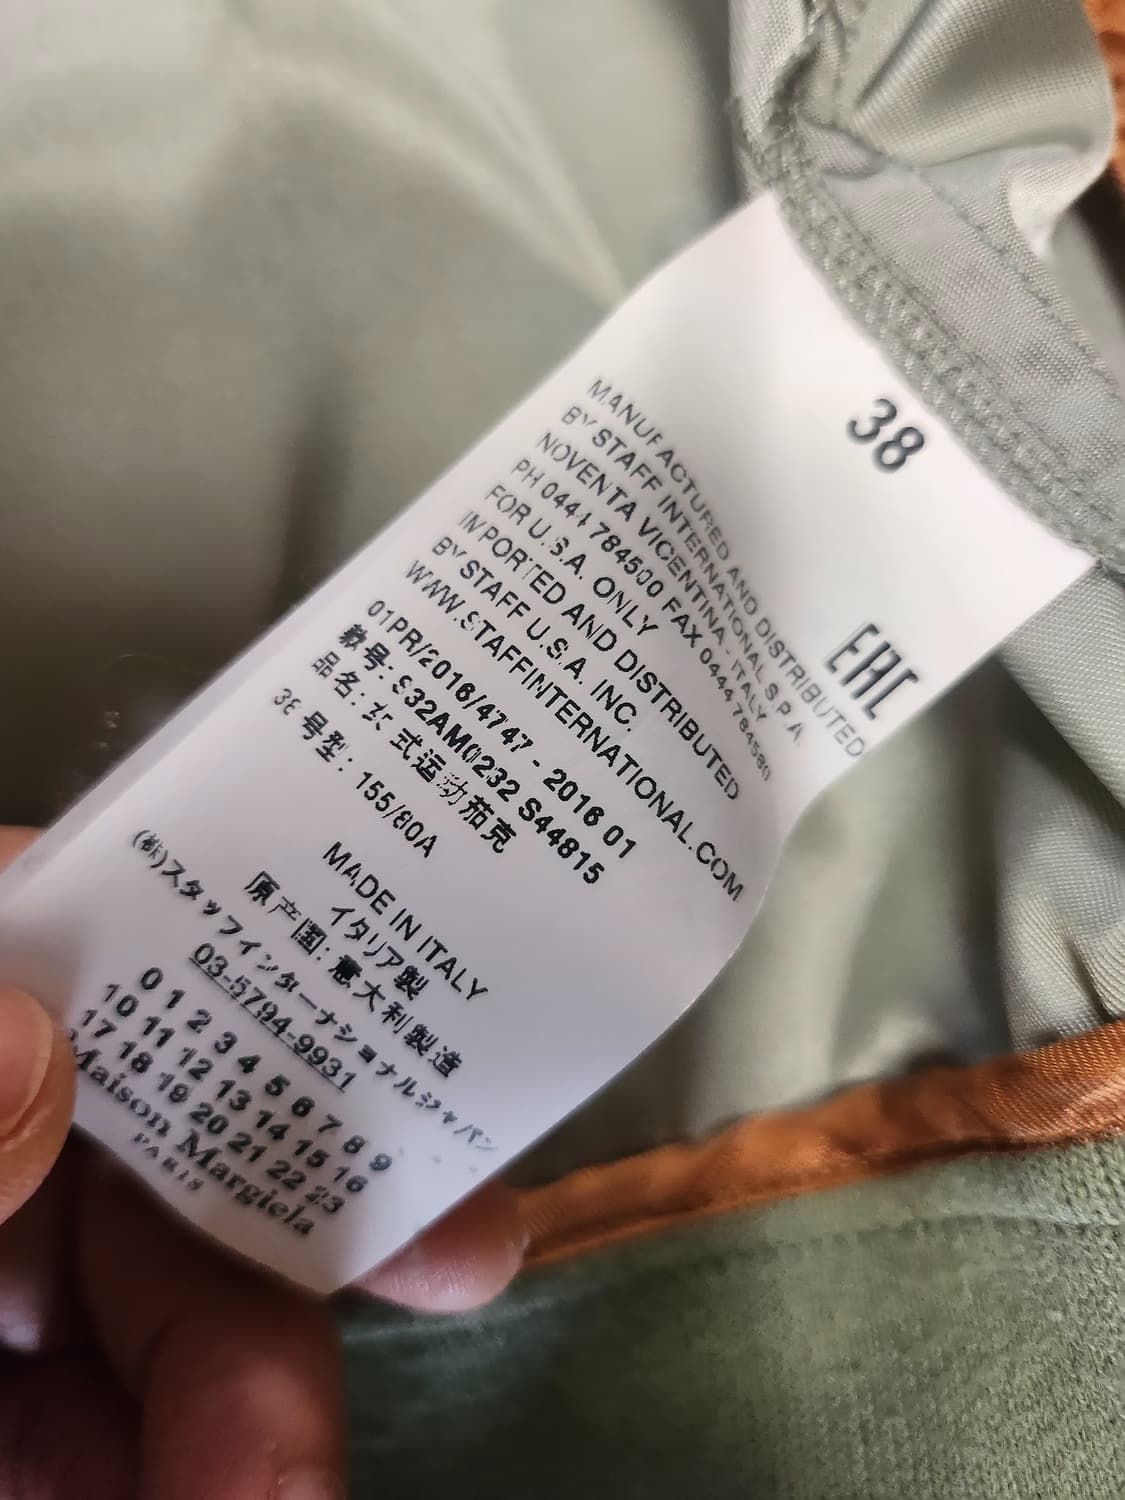 38
EAC
MANUFACTURED AND DISTRIBUTED
BY STAFF INTERNATIONAL S.P.A.
NOVENTA VICENTINA - ITALY
PH 0444 784500 FAX 0444 784580
FOR U.S.A. ONLY
IMPORTED AND DISTRIBUTED
BY STAFF U.S.A. INC.
WWW.STAFFINTERNATIONAL.COM
01PR/2016/4747 - 2016 01
款号: S32AM0232 S44815
品名: 女式运动茄克
38 号型: 155/80A
MADE IN ITALY
イタリア製
原产国: 意大利製造
(株)スタッフインターナショナルジャパン
03-5794-9931
0 1 2 3 4 5 6 7 8 9
10 11 12 13 14 15 16
17 18 19 20 21 22 23
Maison Margiela
PARIS